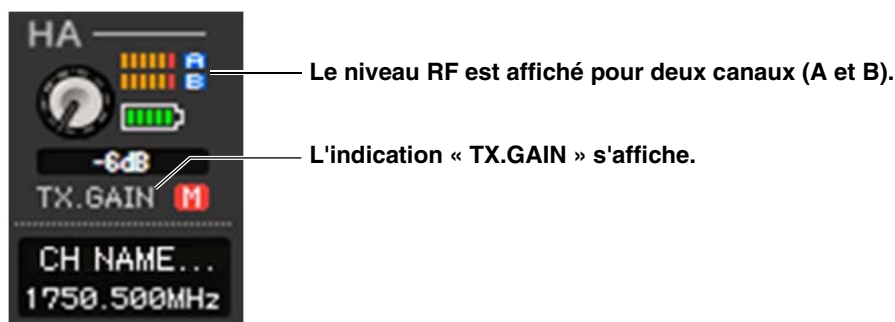 HA
A
B
Le niveau RF est affiché pour deux canaux (A et B).
-6dB
L'indication « TX.GAIN » s'affiche.
TX.GAIN M
CH NAME...
1750.500MHz